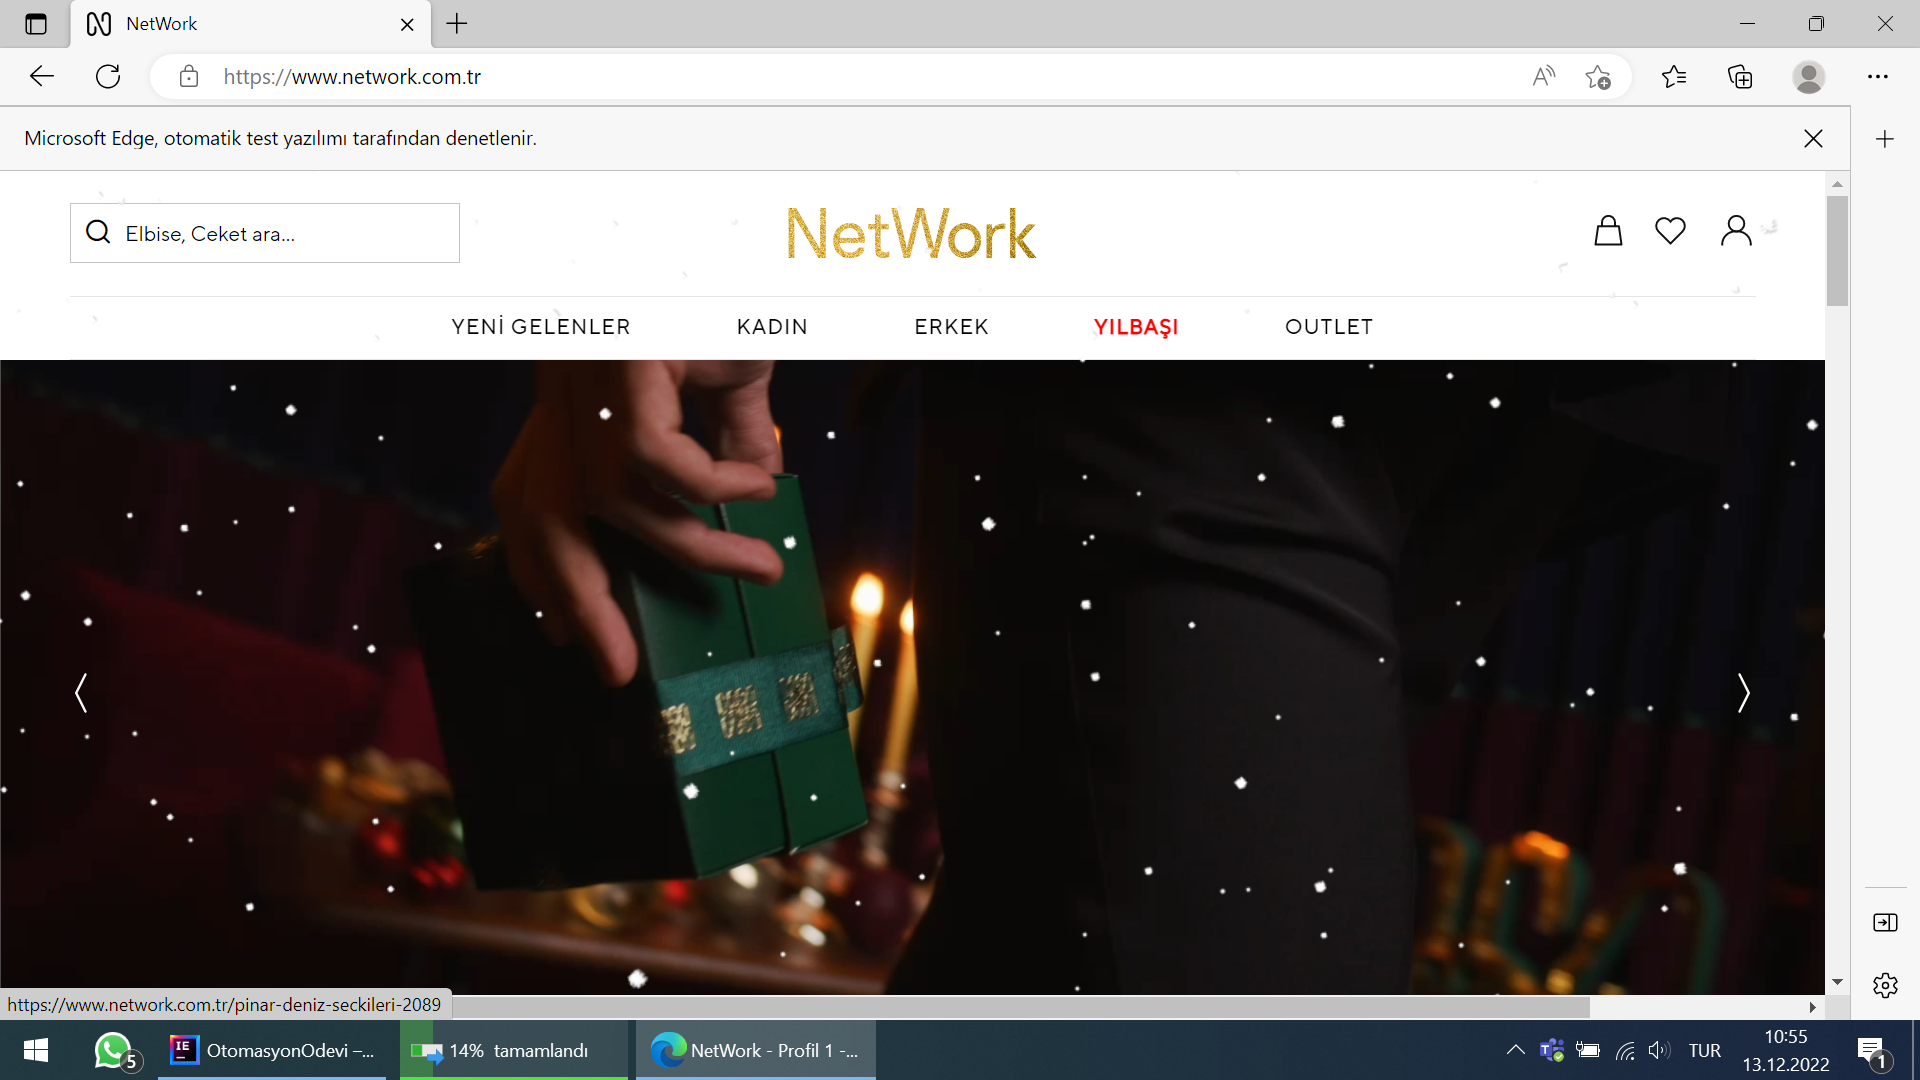 NetWork
https://www.network.com.tr
Microsoft Edge, otomatik test yazılımı tarafından denetlenir.
Elbise, Ceket ara...
NetWork
YENİ GELENLER
KADIN
ERKEK
YILBAŞI
OUTLET
https://www.network.com.tr/pinar-deniz-seckileri-2089
5
IE
OtomasyonOdevi –...
14% tamamlandı
NetWork - Profil 1 -...
TUR
10:55
13.12.2022
1